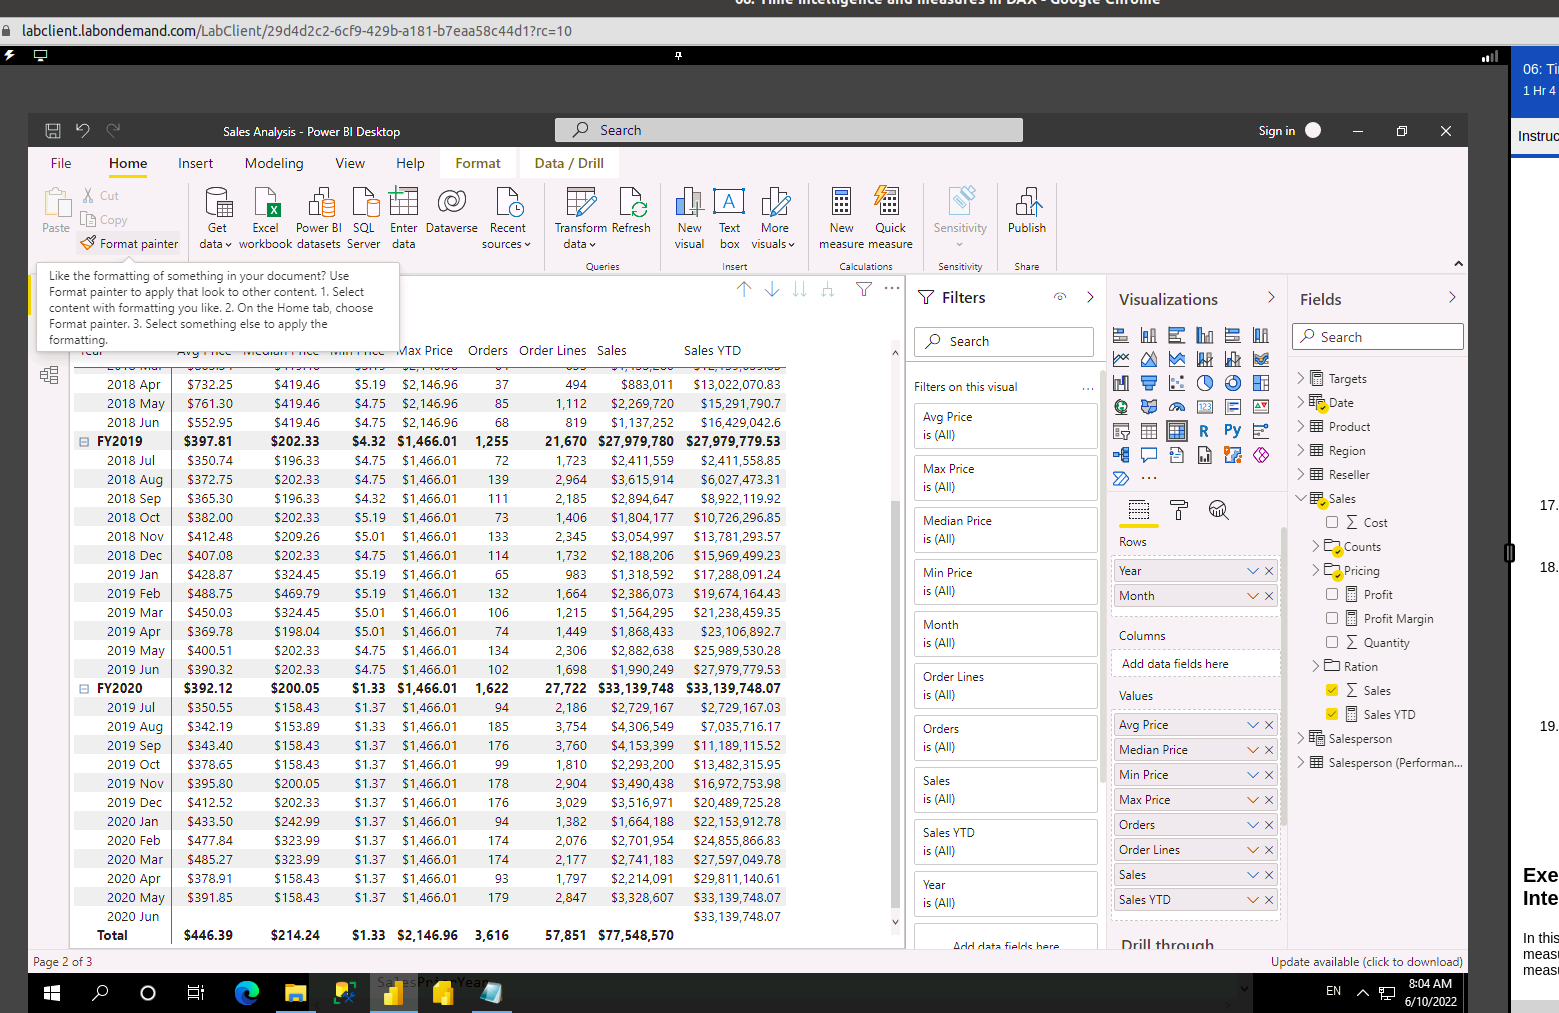 06: Time intelligence and measures in DAX - Google Chrome
labclient.labondemand.com/LabClient/29d4d2c2-6cf9-429b-a181-b7eaa58c44d1?rc=10
06: Ti
1 Hr 4
Instruc
Sales Analysis - Power BI Desktop
Search
Sign in
File Home Insert Modeling View Help Format Data / Drill
Paste
Cut
Copy
Format painter
Get data
Excel workbook
Power BI datasets
SQL Server
Enter data
Dataverse
Recent sources
Transform data
Refresh
Queries
New visual
Text box
More visuals
Insert
New measure
Quick measure
Calculations
Sensitivity
Sensitivity
Publish
Share
Like the formatting of something in your document? Use
Format painter to apply that look to other content. 1. Select
content with formatting you like. 2. On the Home tab, choose
Format painter. 3. Select something else to apply the
formatting.
Year Avg Price Median Price Min Price Max Price Orders Order Lines Sales Sales YTD
2018 Apr $732.25 $419.46 $5.19 $2,146.96 37 494 $883,011 $13,022,070.83
2018 May $761.30 $419.46 $4.75 $2,146.96 85 1,112 $2,269,720 $15,291,790.7
2018 Jun $552.95 $419.46 $4.75 $2,146.96 68 819 $1,137,252 $16,429,042.6
FY2019 $397.81 $202.33 $4.32 $1,466.01 1,255 21,670 $27,979,780 $27,979,779.53
2018 Jul $350.74 $196.33 $4.75 $1,466.01 72 1,723 $2,411,559 $2,411,558.85
2018 Aug $372.75 $202.33 $4.75 $1,466.01 139 2,964 $3,615,914 $6,027,473.31
2018 Sep $365.30 $196.33 $4.32 $1,466.01 111 2,185 $2,894,647 $8,922,119.92
2018 Oct $382.00 $202.33 $5.19 $1,466.01 73 1,406 $1,804,177 $10,726,296.85
2018 Nov $412.48 $209.26 $5.01 $1,466.01 133 2,345 $3,054,997 $13,781,293.57
2018 Dec $407.08 $202.33 $4.75 $1,466.01 114 1,732 $2,188,206 $15,969,499.23
2019 Jan $428.87 $324.45 $5.19 $1,466.01 65 983 $1,318,592 $17,288,091.24
2019 Feb $488.75 $469.79 $5.19 $1,466.01 132 1,664 $2,386,073 $19,674,164.43
2019 Mar $450.03 $324.45 $5.01 $1,466.01 106 1,215 $1,564,295 $21,238,459.35
2019 Apr $369.78 $198.04 $5.01 $1,466.01 74 1,449 $1,868,433 $23,106,892.7
2019 May $400.51 $202.33 $4.75 $1,466.01 134 2,306 $2,882,638 $25,989,530.28
2019 Jun $390.32 $202.33 $4.75 $1,466.01 102 1,698 $1,990,249 $27,979,779.53
FY2020 $392.12 $200.05 $1.33 $1,466.01 1,622 27,722 $33,139,748 $33,139,748.07
2019 Jul $350.55 $158.43 $1.37 $1,466.01 94 2,186 $2,729,167 $2,729,167.03
2019 Aug $342.19 $153.89 $1.33 $1,466.01 185 3,754 $4,306,549 $7,035,716.17
2019 Sep $343.40 $158.43 $1.37 $1,466.01 176 3,760 $4,153,399 $11,189,115.52
2019 Oct $378.65 $158.43 $1.37 $1,466.01 99 1,810 $2,293,200 $13,482,315.95
2019 Nov $395.80 $200.05 $1.37 $1,466.01 178 2,904 $3,490,438 $16,972,753.98
2019 Dec $412.52 $202.33 $1.37 $1,466.01 176 3,029 $3,516,971 $20,489,725.28
2020 Jan $433.50 $242.99 $1.37 $1,466.01 94 1,382 $1,664,188 $22,153,912.78
2020 Feb $477.84 $323.99 $1.37 $1,466.01 174 2,076 $2,701,954 $24,855,866.83
2020 Mar $485.27 $323.99 $1.37 $1,466.01 174 2,177 $2,741,183 $27,597,049.78
2020 Apr $378.91 $158.43 $1.37 $1,466.01 93 1,797 $2,214,091 $29,811,140.61
2020 May $391.85 $158.43 $1.37 $1,466.01 179 2,847 $3,328,607 $33,139,748.07
2020 Jun $33,139,748.07
Total $446.39 $214.24 $1.33 $2,146.96 3,616 57,851 $77,548,570
Filters
Search
Filters on this visual
Avg Price
is (All)
Max Price
is (All)
Median Price
is (All)
Min Price
is (All)
Month
is (All)
Order Lines
is (All)
Orders
is (All)
Sales
is (All)
Sales YTD
is (All)
Year
is (All)
Add data fields here
Visualizations
Rows
Year
Month
Columns
Add data fields here
Values
Avg Price
Median Price
Min Price
Max Price
Orders
Order Lines
Sales
Sales YTD
Drill through
Fields
Search
Targets
Date
Product
Region
Reseller
Sales
Cost
Counts
Pricing
Profit
Profit Margin
Quantity
Ration
Sales
Sales YTD
Salesperson
Salesperson (Performan...
17.
18.
19.
Exe
Inte
In this
measu
measu
Page 2 of 3
Update available (click to download)
SalesPriorYear
EN
8:04 AM
6/10/2022